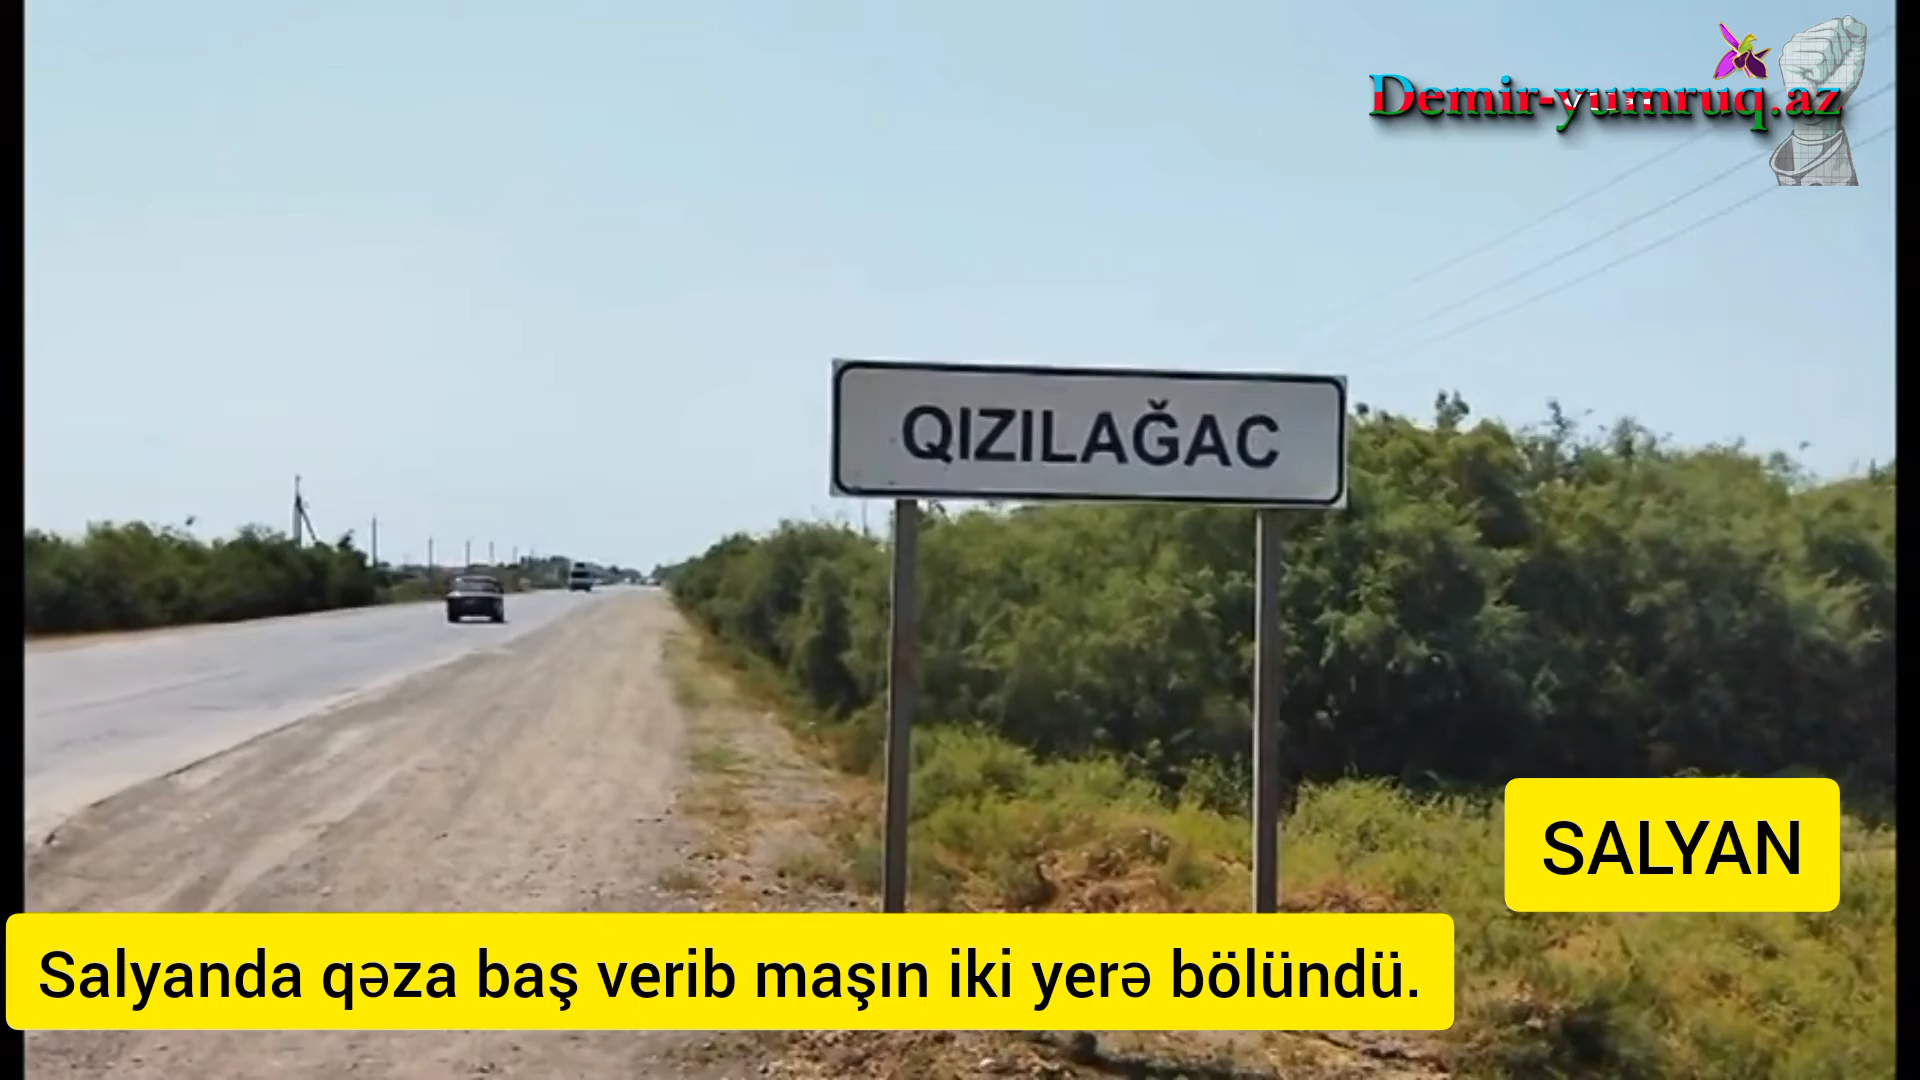 Demir-yumruq.az
QIZILAĞAC
SALYAN
Salyanda qəza baş verib maşın iki yerə bölündü.